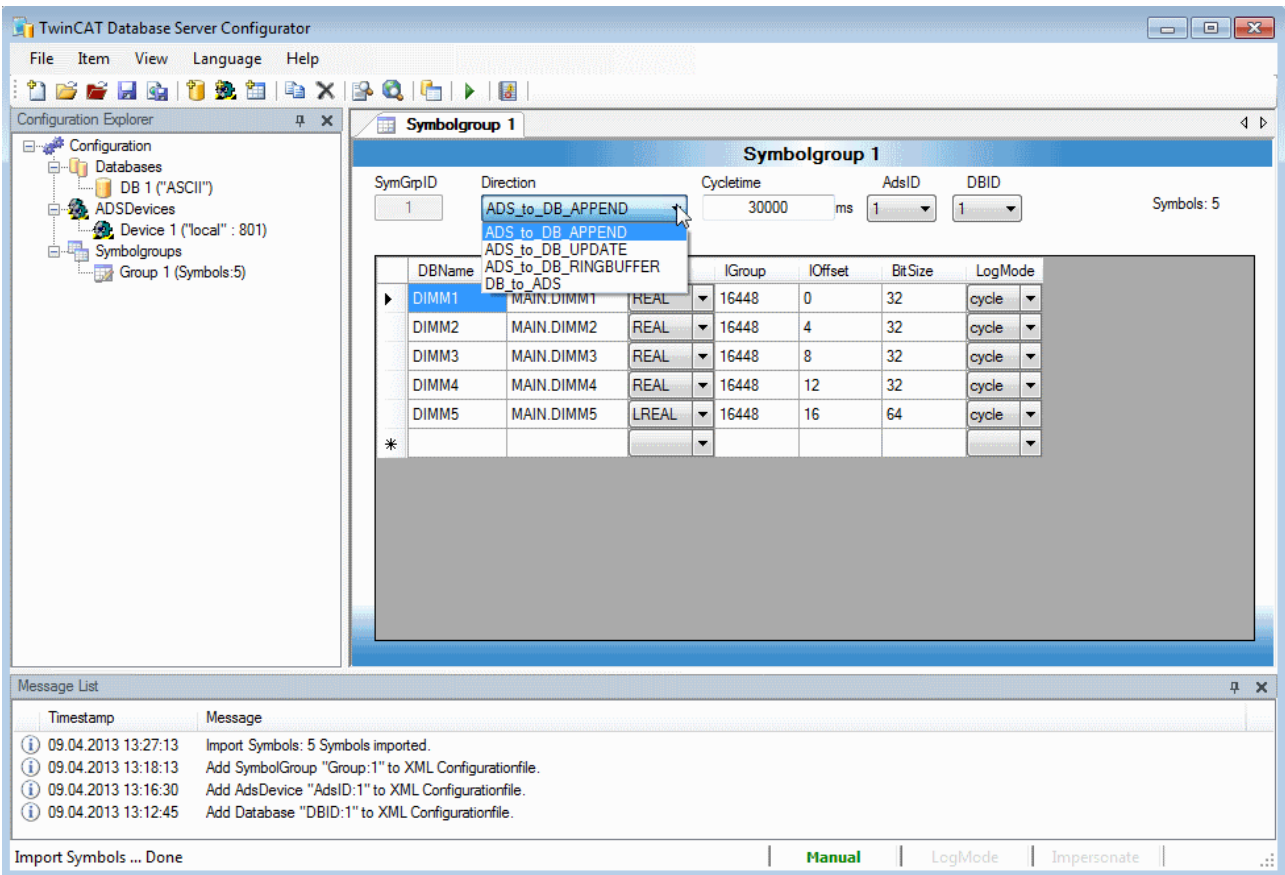 TwinCAT Database Server Configurator
File Item View Language Help
Configuration Explorer
Configuration
Databases
DB 1 ("ASCII")
ADSDevices
Device 1 ("local" : 801)
Symbolgroups
Group 1 (Symbols:5)
Symbolgroup 1
Symbolgroup 1
SymGrpID Direction Cycletime AdsID DBID
1 ADS_to_DB_APPEND 30000 ms 1 1 Symbols: 5
ADS_to_DB_APPEND
ADS_to_DB_UPDATE
ADS_to_DB_RINGBUFFER
DB_to_ADS
DBName IGroup IOffset BitSize LogMode
DIMM1 MAIN.DIMM1 REAL 16448 0 32 cycle
DIMM2 MAIN.DIMM2 REAL 16448 4 32 cycle
DIMM3 MAIN.DIMM3 REAL 16448 8 32 cycle
DIMM4 MAIN.DIMM4 REAL 16448 12 32 cycle
DIMM5 MAIN.DIMM5 LREAL 16448 16 64 cycle
Message List
Timestamp Message
09.04.2013 13:27:13 Import Symbols: 5 Symbols imported.
09.04.2013 13:18:13 Add SymbolGroup "Group:1" to XML Configurationfile.
09.04.2013 13:16:30 Add AdsDevice "AdsID:1" to XML Configurationfile.
09.04.2013 13:12:45 Add Database "DBID:1" to XML Configurationfile.
Import Symbols ... Done Manual LogMode Impersonate